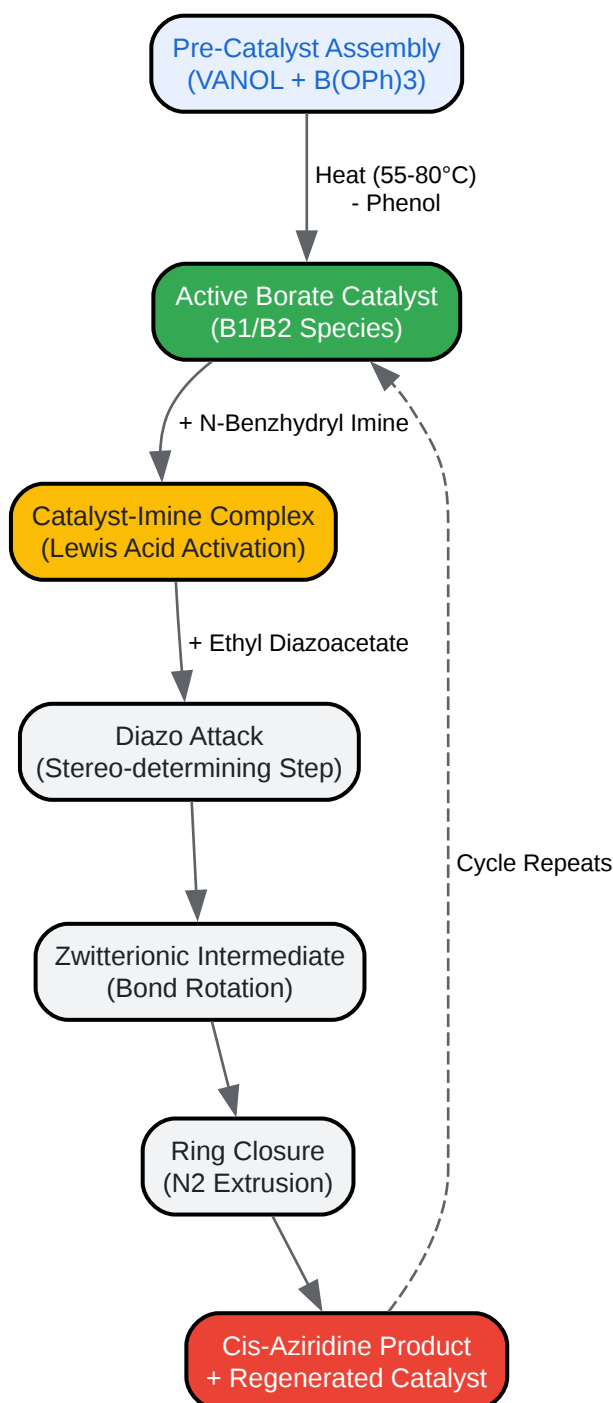 Pre-Catalyst Assembly
(VANOL + B(OPh)3)
Heat (55-80°C)
- Phenol
Active Borate Catalyst
(B1/B2 Species)
+ N-Benzhydryl Imine
Catalyst-Imine Complex
(Lewis Acid Activation)
+ Ethyl Diazoacetate
Diazo Attack
(Stereo-determining Step)
Cycle Repeats
Zwitterionic Intermediate
(Bond Rotation)
Ring Closure
(N2 Extrusion)
Cis-Aziridine Product
+ Regenerated Catalyst